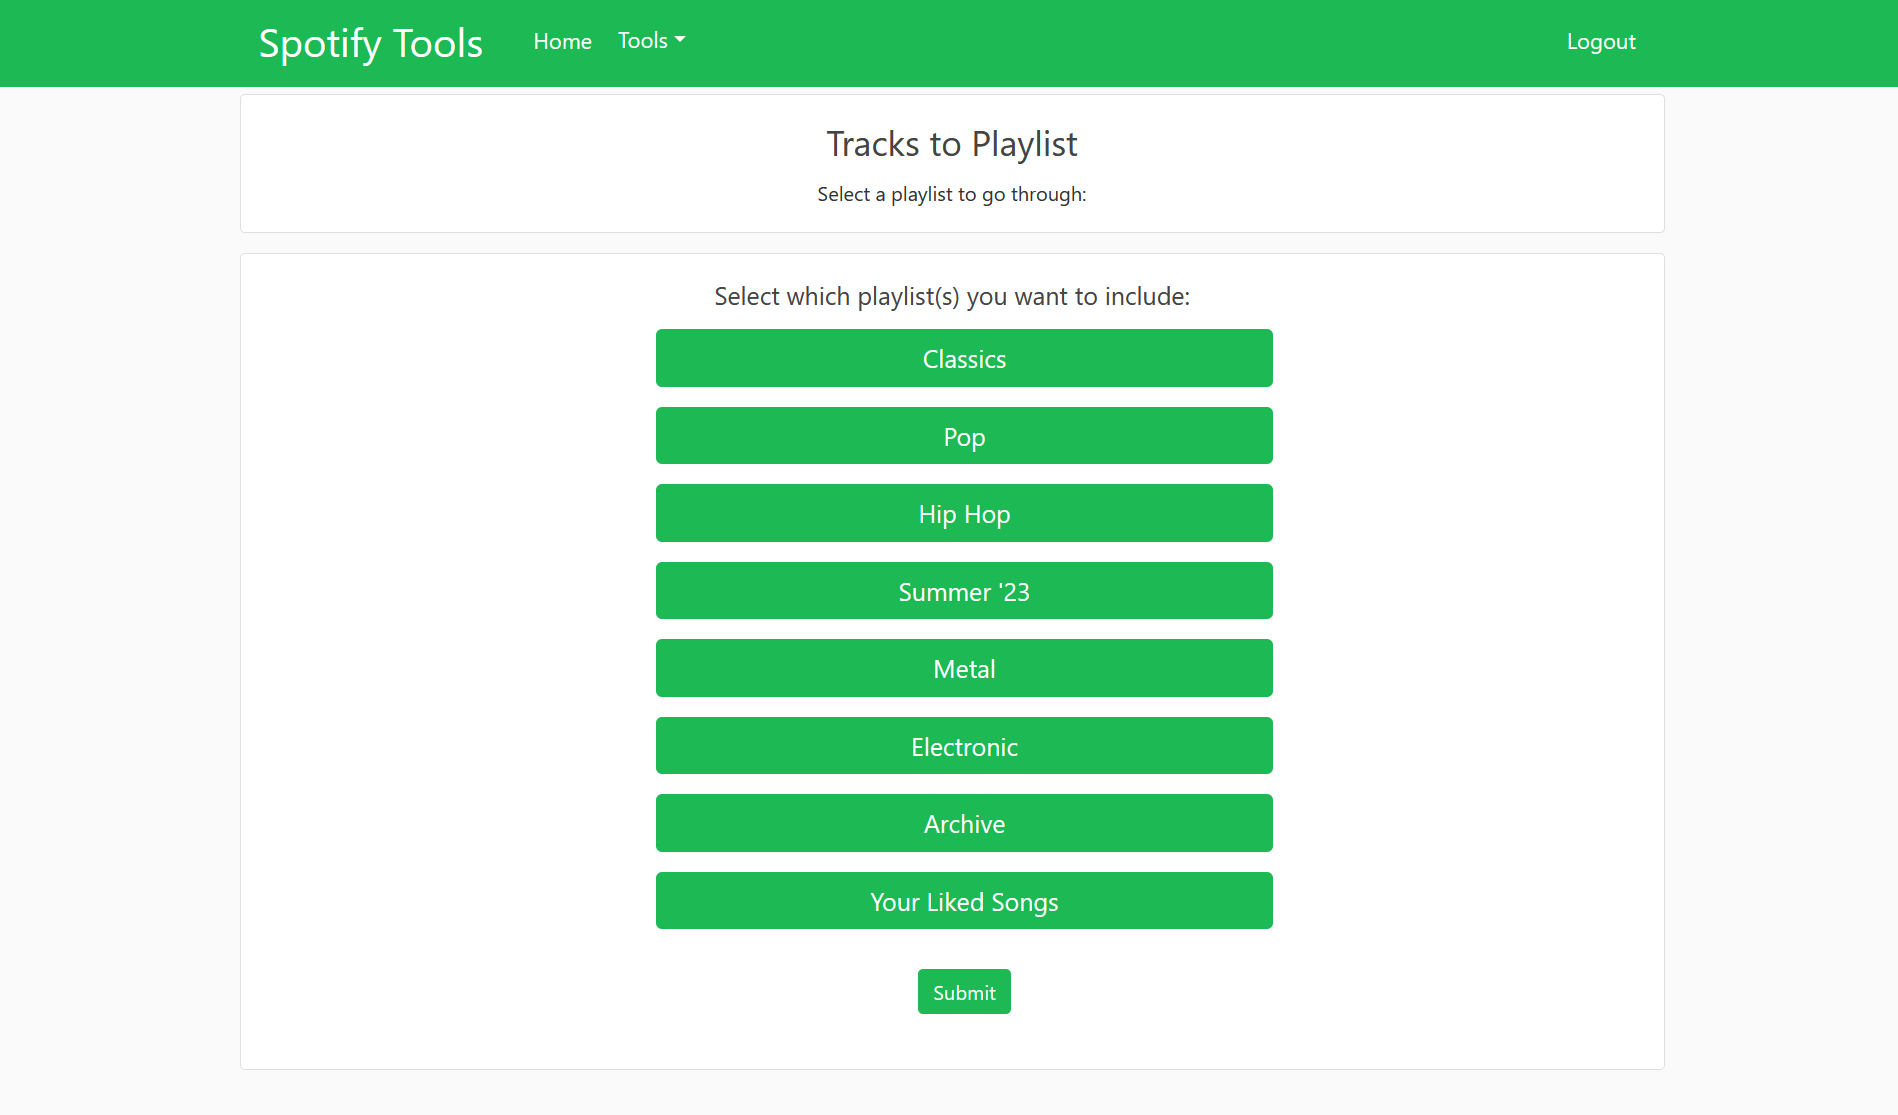 Spotify Tools Home Tools Logout
Tracks to Playlist
Select a playlist to go through:
Select which playlist(s) you want to include:
Classics
Pop
Hip Hop
Summer '23
Metal
Electronic
Archive
Your Liked Songs
Submit